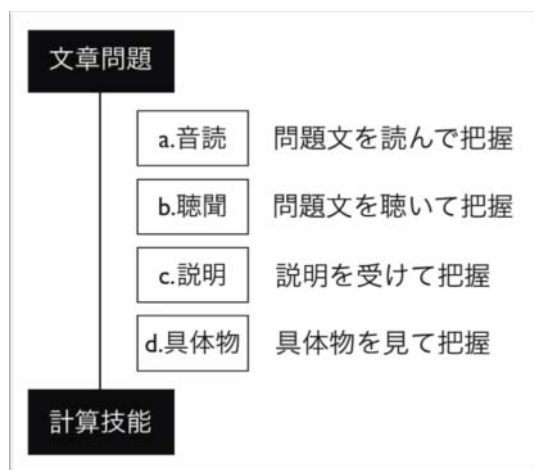 文章問題
a.音読 問題文を読んで把握
b.聴聞 問題文を聴いて把握
c.説明 説明を受けて把握
d.具体物 具体物を見て把握
計算技能